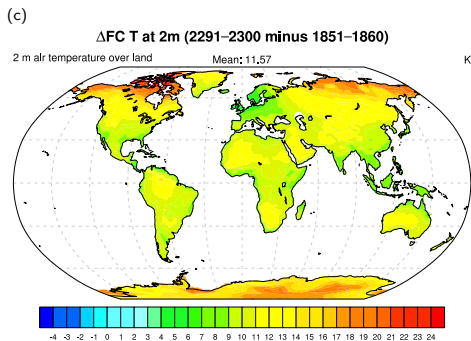 (c)
ΔFC T at 2m (2291–2300 minus 1851–1860)
2 m air temperature over land Mean: 11.57 K
-4 -3 -2 -1 0 1 2 3 4 5 6 7 8 9 10 11 12 13 14 15 16 17 18 19 20 21 22 23 24